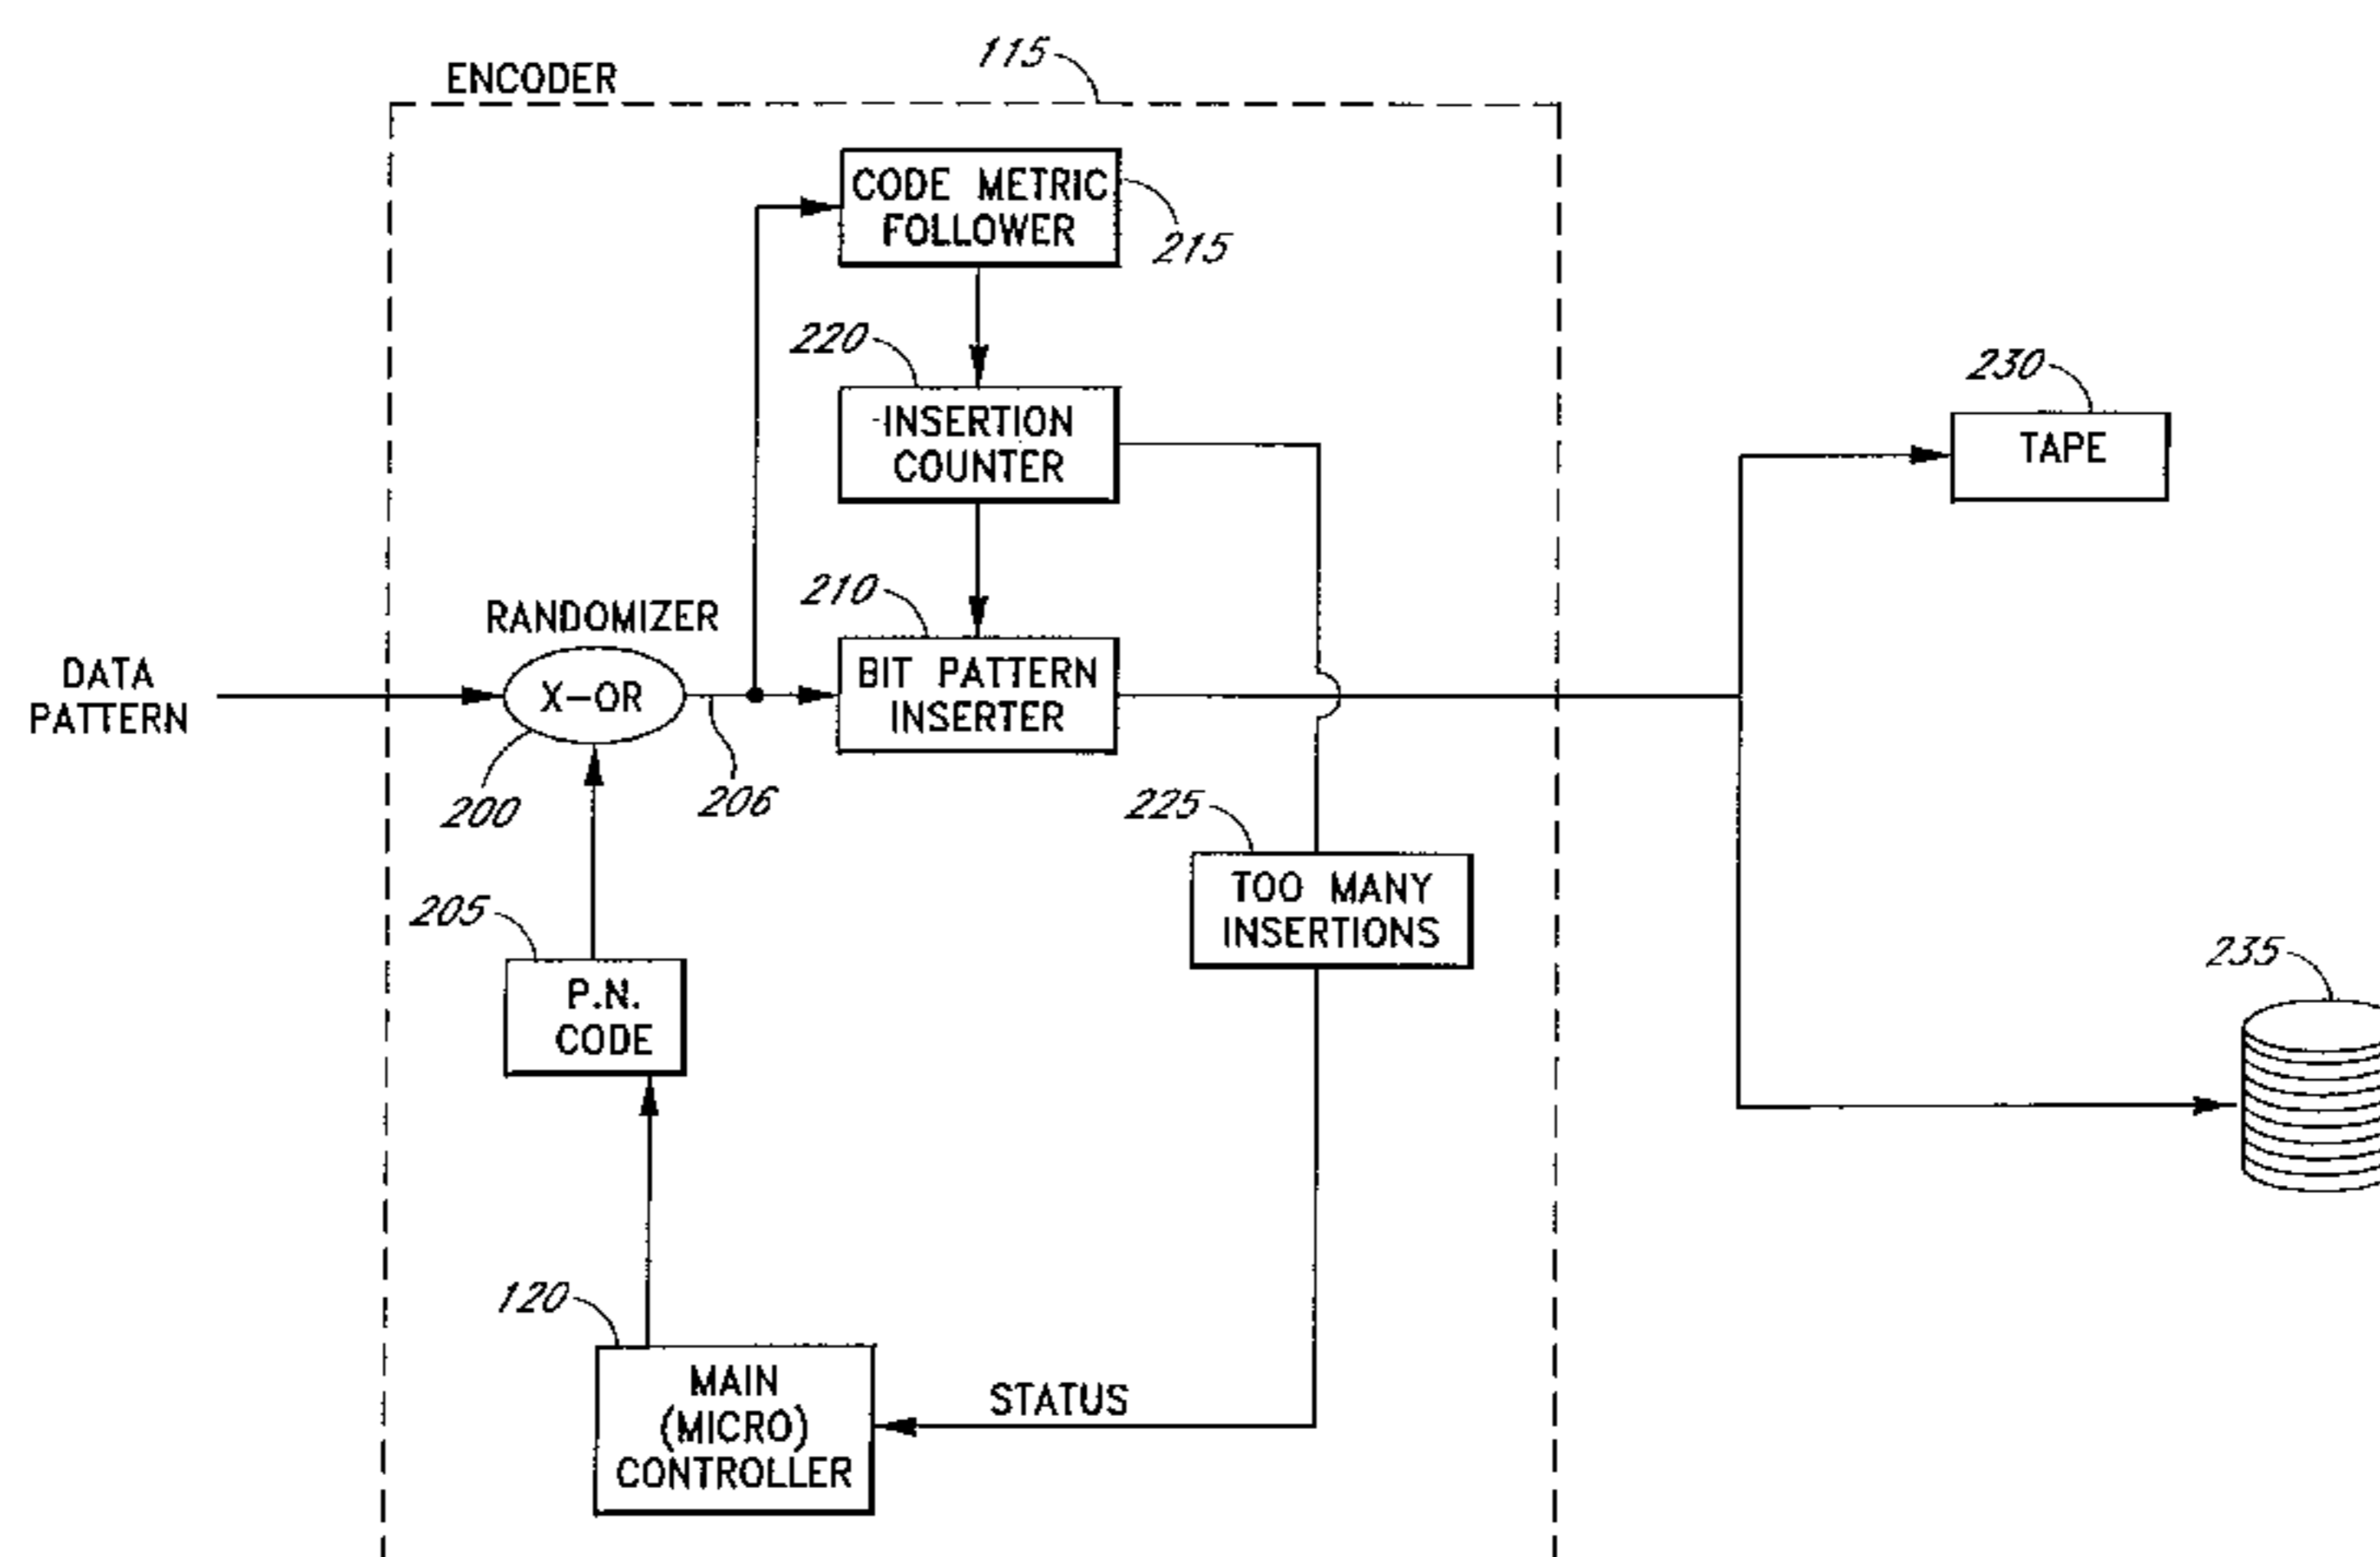 115
ENCODER
CODE METRIC
FOLLOWER
215
220
INSERTION
COUNTER
230
TAPE
210
RANDOMIZER
BIT PATTERN
INSERTER
DATA
PATTERN
X-OR
200
206
225
TOO MANY
INSERTIONS
205
P.N.
CODE
235
120
MAIN
(MICRO)
CONTROLLER
STATUS